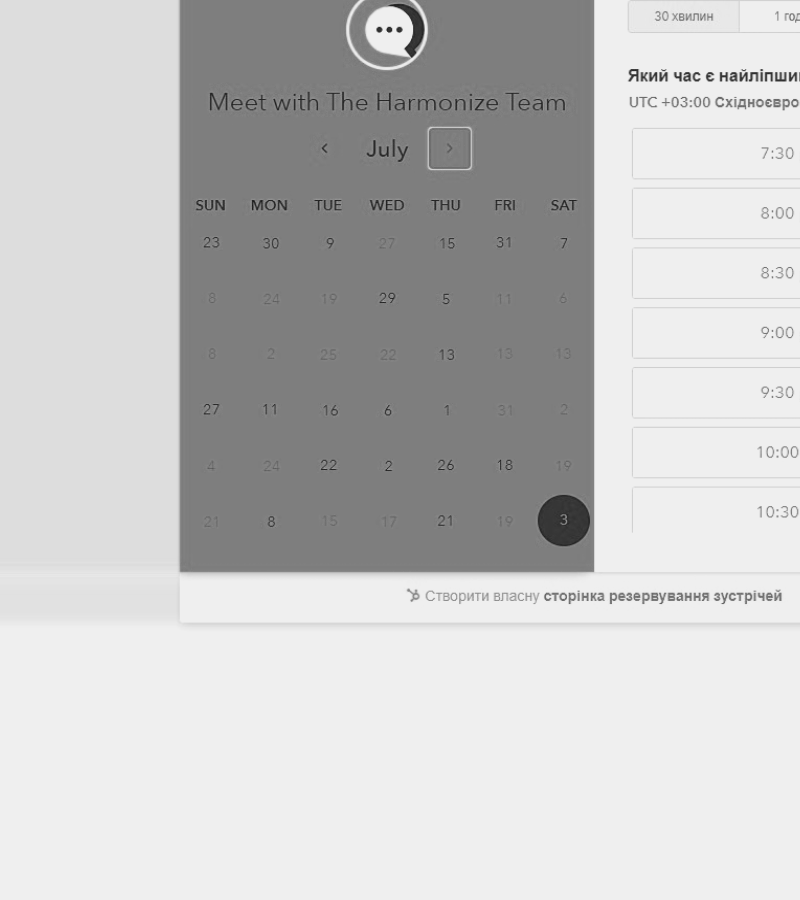 Meet with The Harmonize Team
July
SUN MON TUE WED THU FRI SAT
23 30 9 27 15 31 7
8 24 19 29 5 11 6
8 2 25 22 13 13 13
27 11 16 6 1 31 2
4 24 22 2 26 18 19
21 8 15 17 21 19 3
30 хвилин
1 год
Який час є найліпши
UTC +03:00 Східноєвро
7:30
8:00
8:30
9:00
9:30
10:00
10:30
Створити власну сторінка резервування зустрічей